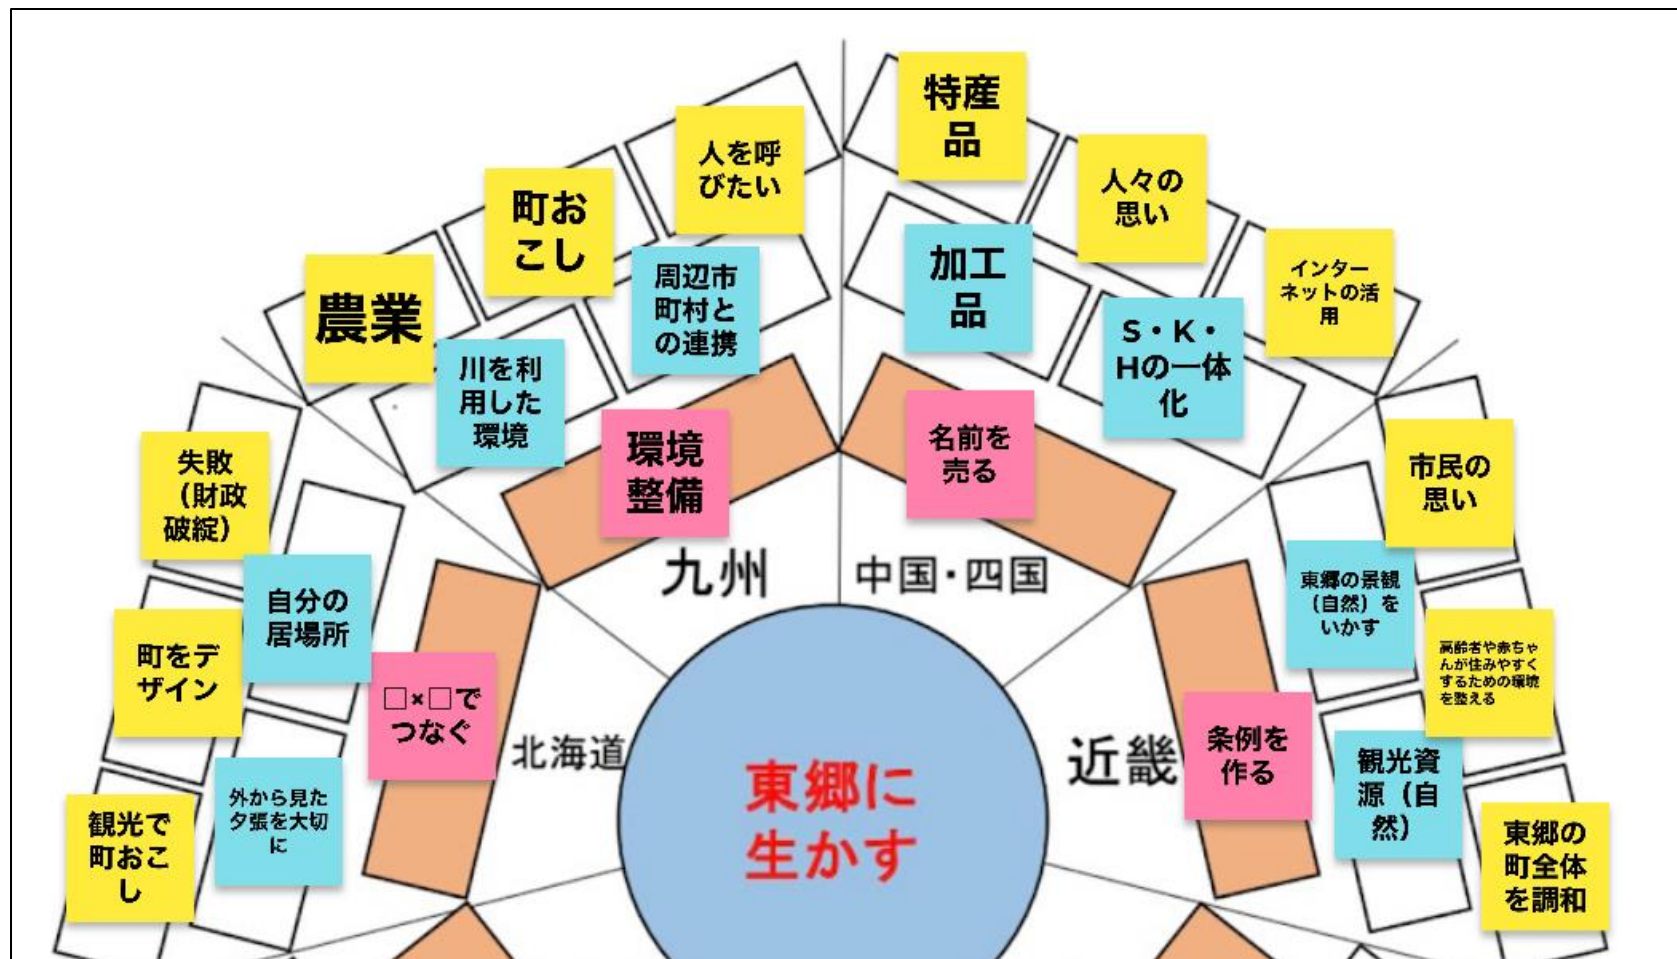 特産
品
人を呼
びたい
人々の
思い
町お
こし
インター
ネットの活
用
農業
周辺市
町村と
の連携
加工
品
S・K・
Hの一体
化
川を利
用した
環境
環境
整備
名前を
売る
九州
中国・四国
失敗
(財政
破綻)
自分の
居場所
町をデ
ザイン
□×□で
つなぐ
北海道
外から見た
夕張を大切
に
観光で
町おこ
し
市民の
思い
東郷の景観
(自然)を
いかす
高齢者や赤ちゃ
んが住みやすく
するための環境
を整える
近畿
条例を
作る
観光資
源(自
然)
東郷の
町全体
を調和
東郷に
生かす